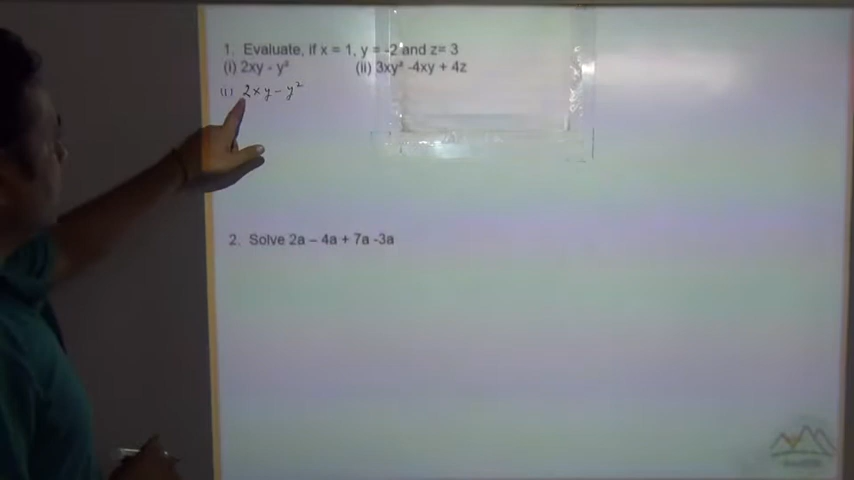 1. Evaluate, if x = 1, y = -2 and z= 3
(i) 2xy - y² (ii) 3xy² -4xy + 4z
(i) 2xy - y²
2. Solve 2a – 4a + 7a -3a